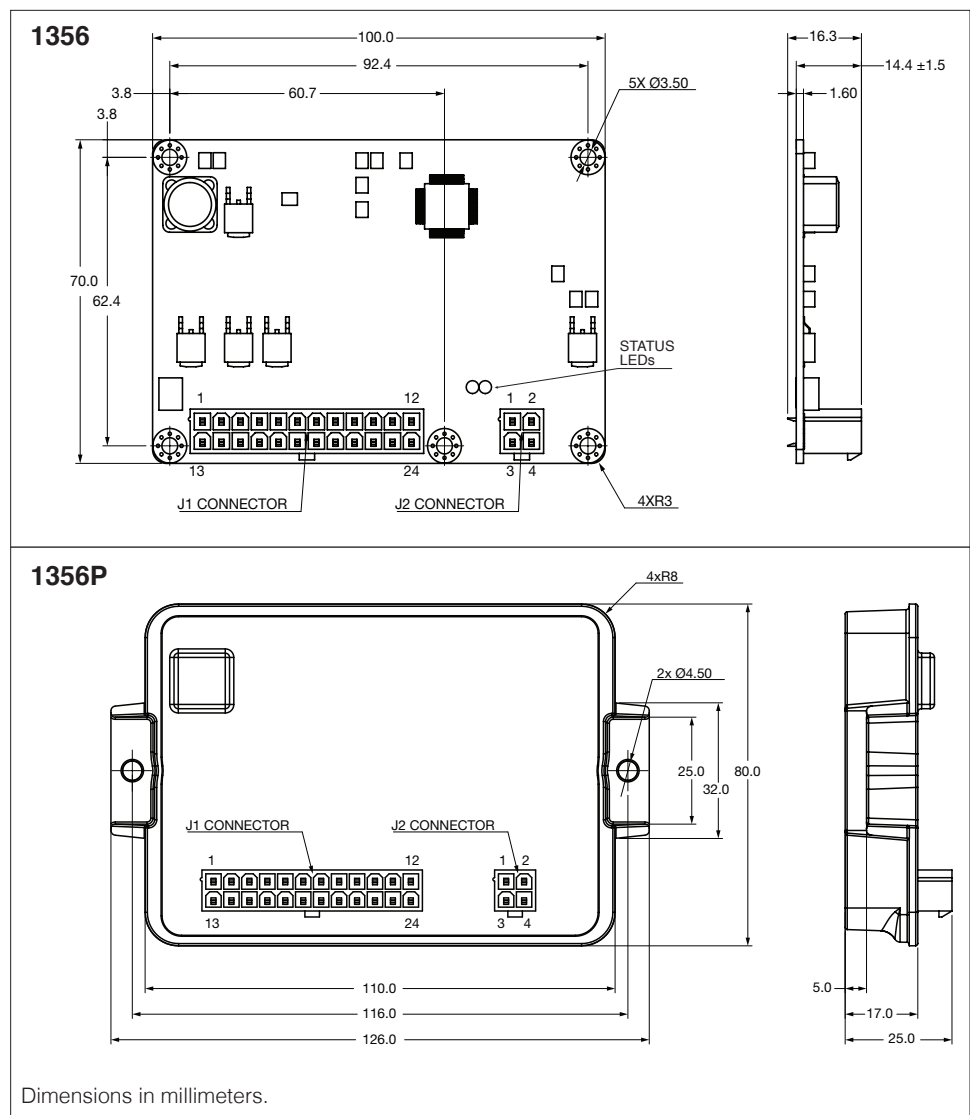 1356
100.0
16.3
92.4
14.4 ±1.5
3.8
60.7
5X Ø3.50
1.60
3.8
70.0
62.4
STATUS
LEDs
1 12 1 2
13 24 3 4
J1 CONNECTOR J2 CONNECTOR 4XR3
1356P
4xR8
2x Ø4.50
25.0 80.0
32.0
J1 CONNECTOR J2 CONNECTOR
1 12 1 2
13 24 3 4
110.0 5.0
116.0 17.0
126.0 25.0
Dimensions in millimeters.